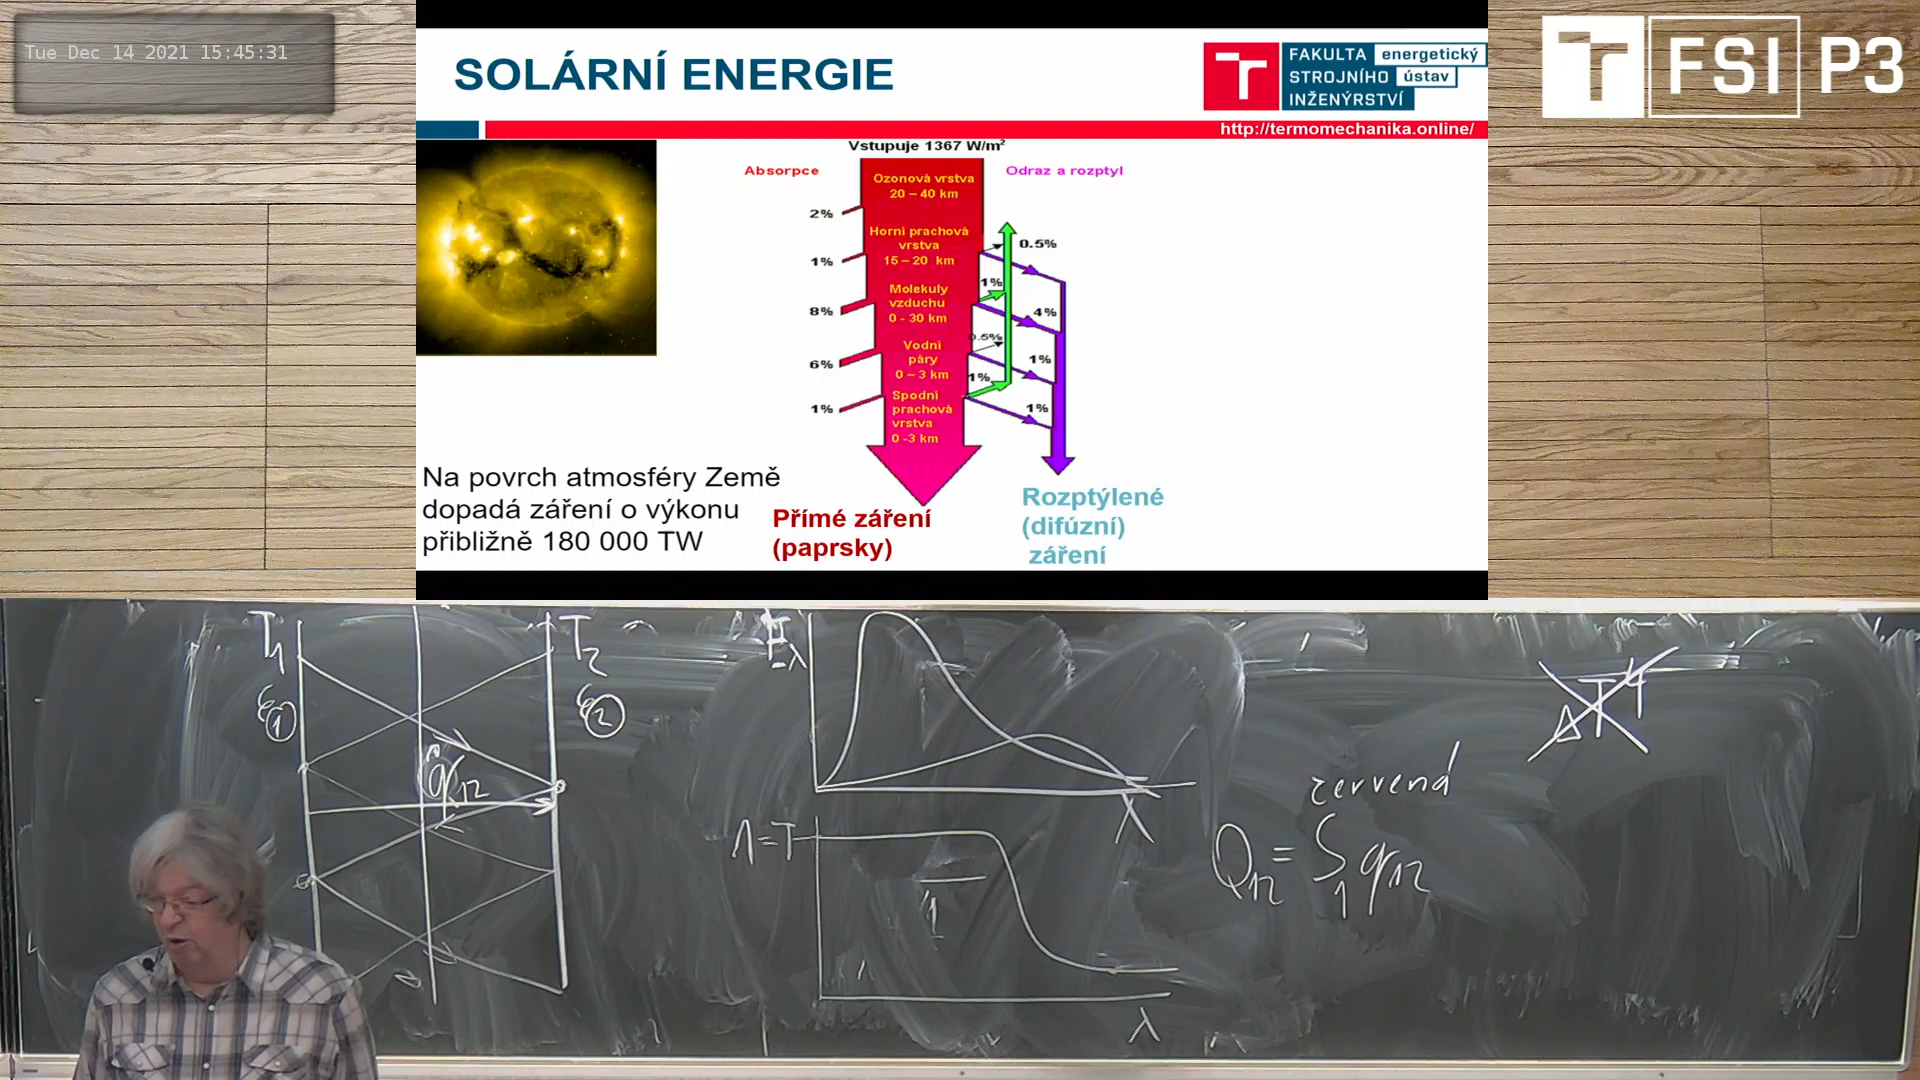 Tue Dec 14 2021 15:45:31
SOLÁRNÍ ENERGIE
FAKULTA energetický
STROJNÍHO ústav
INŽENÝRSTVÍ
FSI P3
http://termomechanika.online/
Vstupuje 1367 W/m²
Absorpce
Odraz a rozptyl
Ozonová vrstva
20 – 40 km
2%
Horní prachová
vrstva
15 – 20 km
1%
0.5%
Molekuly
vzduchu
0 - 30 km
8%
1%
4%
Vodní
páry
0 – 3 km
6%
0.5%
1%
Spodní
prachová
vrstva
0 -3 km
1%
1%
1%
Na povrch atmosféry Země
dopadá záření o výkonu
přibližně 180 000 TW
Přímé záření
(paprsky)
Rozptýlené
(difúzní)
záření
T1
T2
ε1
ε2
q12
Eλ
λ
1=T
λ
červená
Q12 = S1 q12
ΔT4